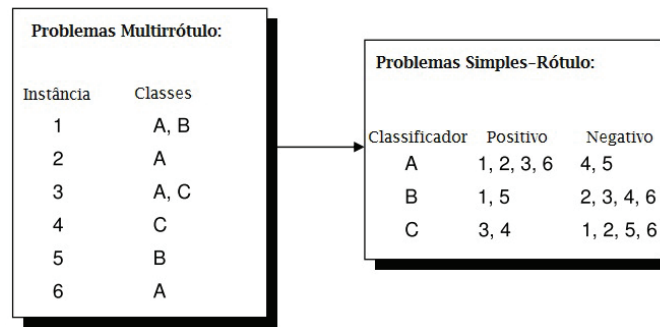 Problemas Multirrótulo:
Instância Classes
1 A, B
2 A
3 A, C
4 C
5 B
6 A
Problemas Simples-Rótulo:
Classificador Positivo Negativo
A 1, 2, 3, 6 4, 5
B 1, 5 2, 3, 4, 6
C 3, 4 1, 2, 5, 6